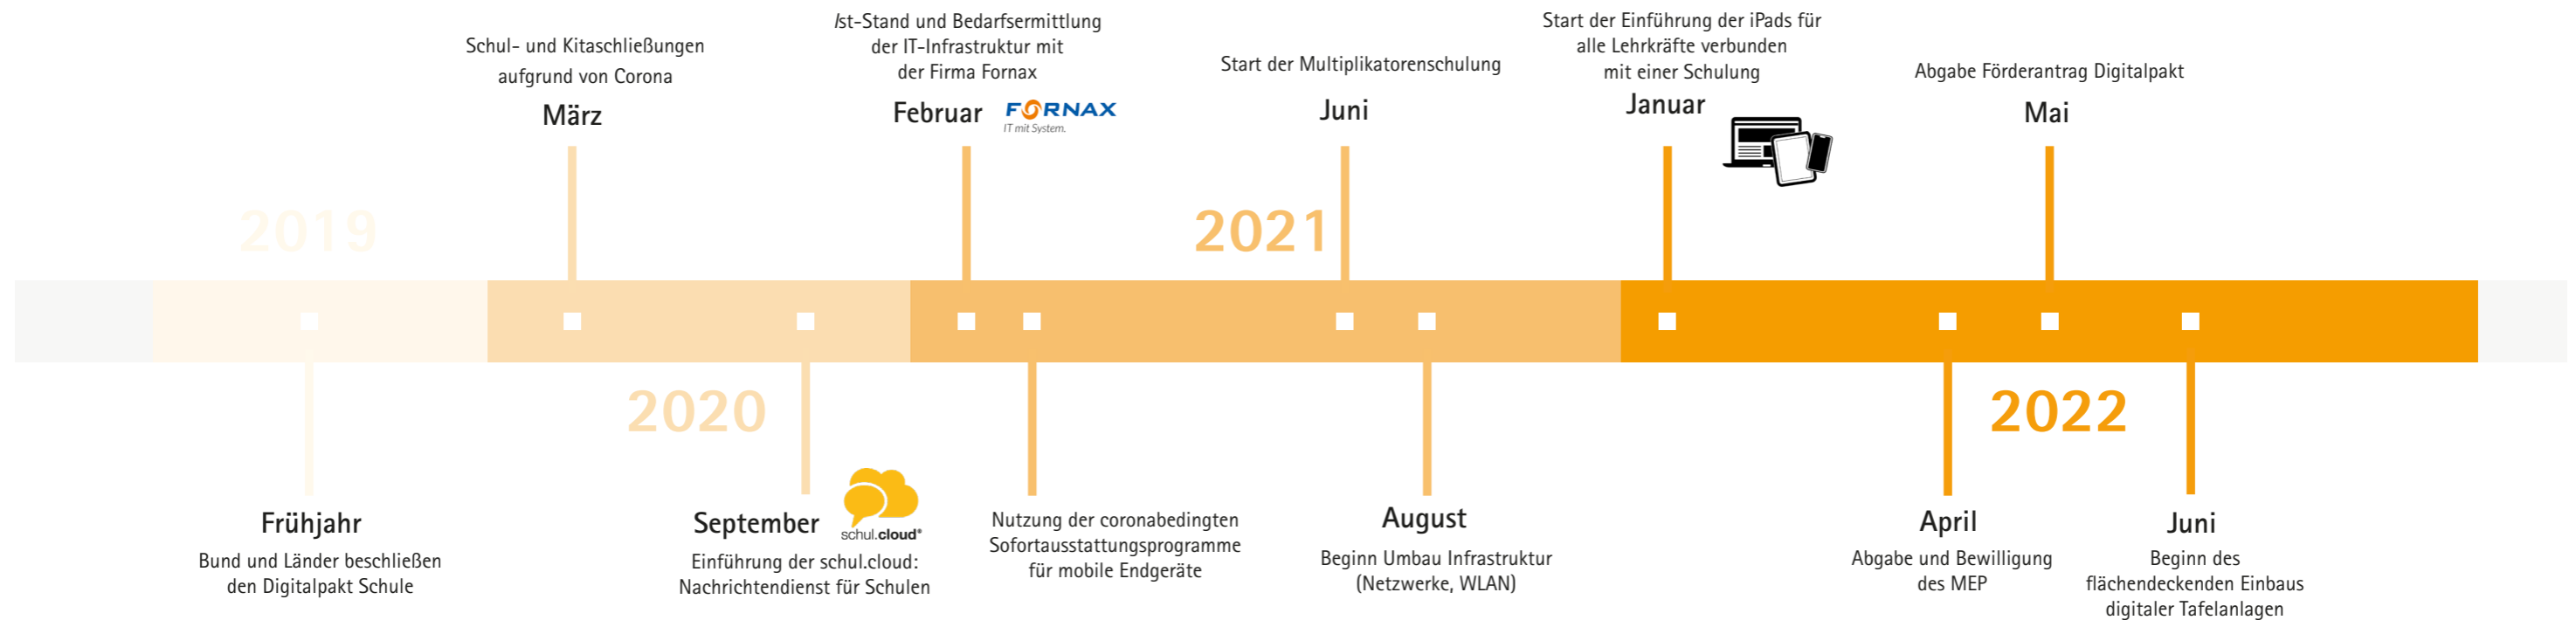 2019
Frühjahr
Bund und Länder beschließen
den Digitalpakt Schule
Schul- und Kitaschließungen
aufgrund von Corona
März
2020
September
schul.cloud®
Einführung der schul.cloud:
Nachrichtendienst für Schulen
Ist-Stand und Bedarfsermittlung
der IT-Infrastruktur mit
der Firma Fornax
Februar
FORNAX
IT mit System.
Nutzung der coronabedingten
Sofortausstattungsprogramme
für mobile Endgeräte
2021
Start der Multiplikatorenschulung
Juni
August
Beginn Umbau Infrastruktur
(Netzwerke, WLAN)
Start der Einführung der iPads für
alle Lehrkräfte verbunden
mit einer Schulung
Januar
April
Abgabe und Bewilligung
des MEP
Abgabe Förderantrag Digitalpakt
Mai
2022
Juni
Beginn des
flächendeckenden Einbaus
digitaler Tafelanlagen